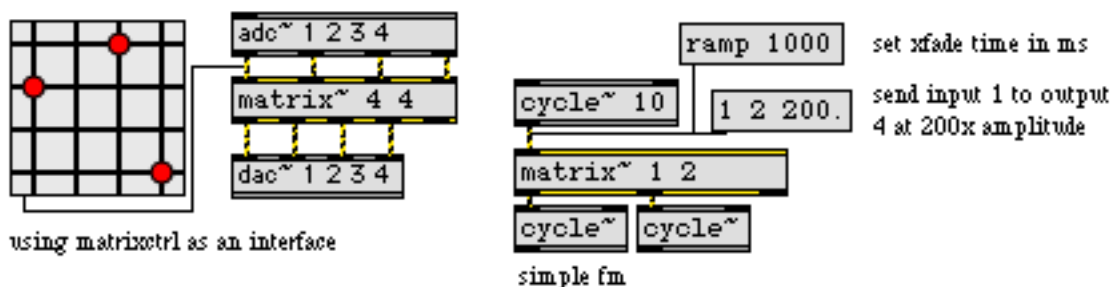 adc~ 1 2 3 4
matrix~ 4 4
dac~ 1 2 3 4
using matrixctrl as an interface
ramp 1000
set xfade time in ms
cycle~ 10
1 2 200.
send input 1 to output
4 at 200x amplitude
matrix~ 1 2
cycle~
cycle~
simple fm